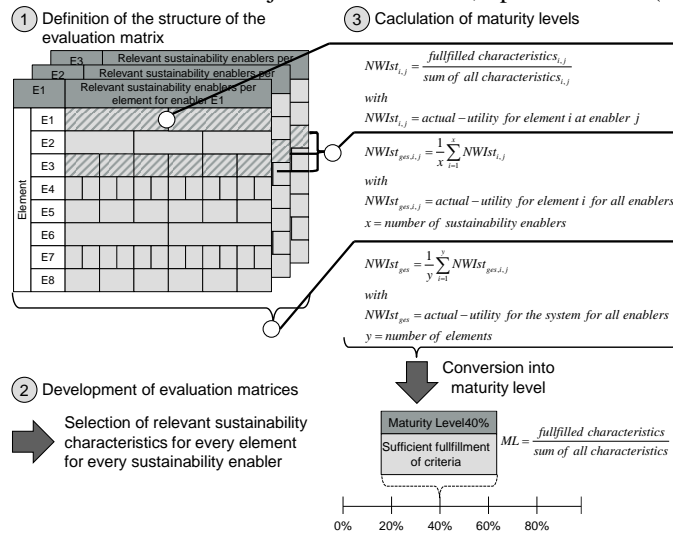 1 Definition of the structure of the
evaluation matrix
E3 Relevant sustainability enablers per
E2 Relevant sustainability enablers per
E1 Relevant sustainability enablers per
element for enabler E1
Element
E1
E2
E3
E4
E5
E6
E7
E8
2 Development of evaluation matrices
Selection of relevant sustainability
characteristics for every element
for every sustainability enabler
3 Caclulation of maturity levels
NWIst_{i,j} = \frac{fullfilled characteristics_{i,j}}{sum of all characteristics_{i,j}}
with
NWIst_{i,j} = actual – utility for element i at enabler j
NWIst_{ges,i,j} = \frac{1}{x} \sum_{i=1}^{x} NWIst_{i,j}
with
NWIst_{ges,i,j} = actual – utility for element i for all enablers
x = number of sustainability enablers
NWIst_{ges} = \frac{1}{y} \sum_{i=1}^{y} NWIst_{ges,i,j}
with
NWIst_{ges} = actual – utility for the system for all enablers
y = number of elements
Conversion into
maturity level
Maturity Level40%
Sufficient fullfillment
of criteria
ML = \frac{fullfilled characteristics}{sum of all characteristics}
0% 20% 40% 60% 80%